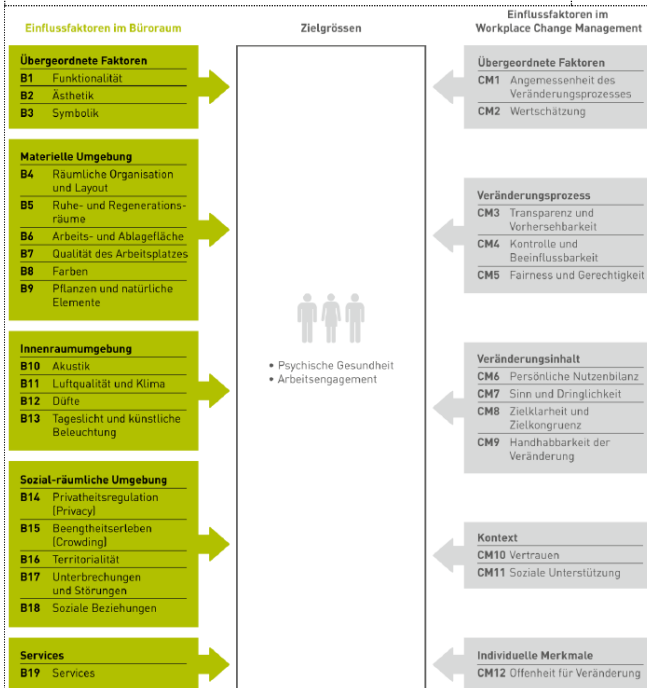 Einflussfaktoren im Büroraum
Übergeordnete Faktoren
B1 Funktionalität
B2 Ästhetik
B3 Symbolik
Materielle Umgebung
B4 Räumliche Organisation
und Layout
B5 Ruhe- und Regenerations-
räume
B6 Arbeits- und Ablagefläche
B7 Qualität des Arbeitsplatzes
B8 Farben
B9 Pflanzen und natürliche
Elemente
Innenraumumgebung
B10 Akustik
B11 Luftqualität und Klima
B12 Düfte
B13 Tageslicht und künstliche
Beleuchtung
Sozial-räumliche Umgebung
B14 Privatheitsregulation
(Privacy)
B15 Beengtheitserleben
(Crowding)
B16 Territorialität
B17 Unterbrechungen
und Störungen
B18 Soziale Beziehungen
Services
B19 Services
Zielgrössen
• Psychische Gesundheit
• Arbeitsengagement
Einflussfaktoren im
Workplace Change Management
Übergeordnete Faktoren
CM1 Angemessenheit des
Veränderungsprozesses
CM2 Wertschätzung
Veränderungsprozess
CM3 Transparenz und
Vorhersehbarkeit
CM4 Kontrolle und
Beeinflussbarkeit
CM5 Fairness und Gerechtigkeit
Veränderungsinhalt
CM6 Persönliche Nutzenbilanz
CM7 Sinn und Dringlichkeit
CM8 Zielklarheit und
Zielkongruenz
CM9 Handhabbarkeit der
Veränderung
Kontext
CM10 Vertrauen
CM11 Soziale Unterstützung
Individuelle Merkmale
CM12 Offenheit für Veränderung